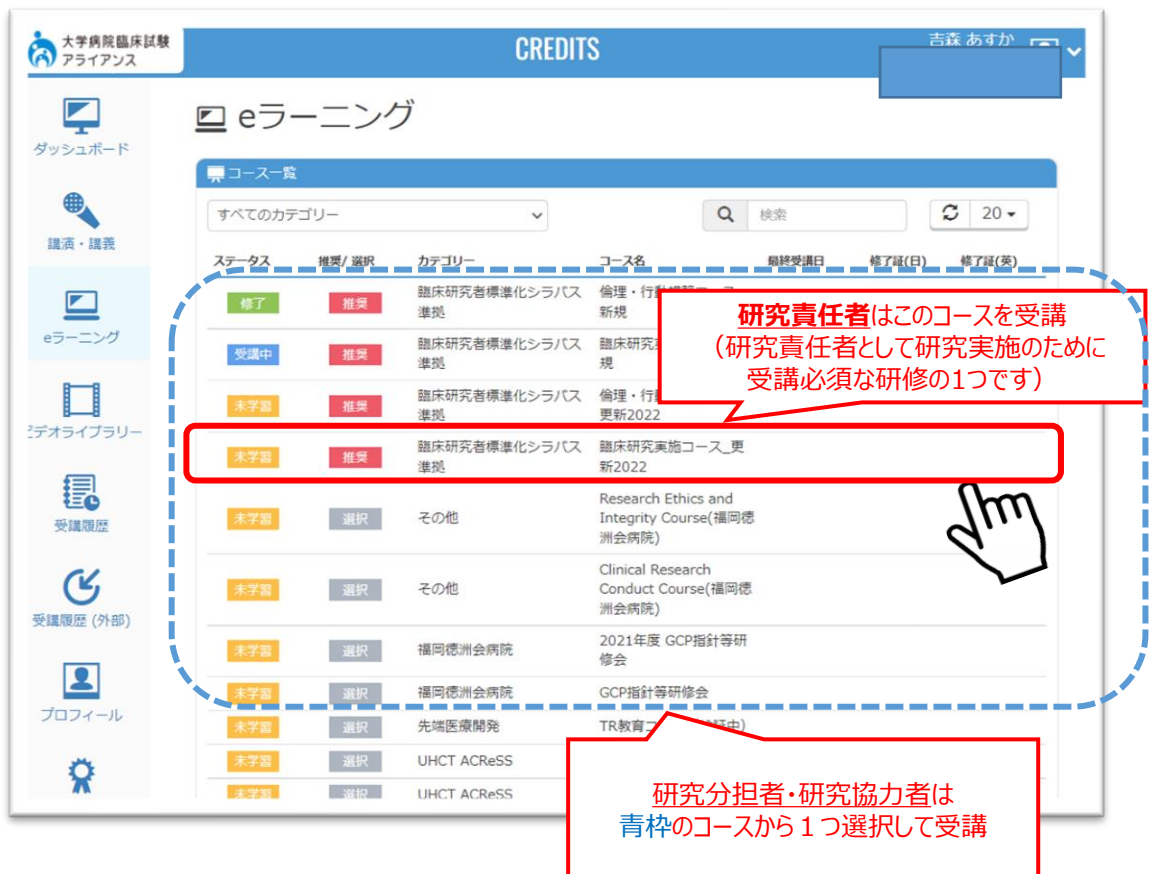 大学病院臨床試験
アライアンス
CREDITS
吉森 あすか
ダッシュボード
講演・講義
eラーニング
デオライブラリー
受講履歴
受講履歴 (外部)
プロフィール
eラーニング
コース一覧
すべてのカテゴリー
検索
20
ステータス 推奨/ 選択 カテゴリー コース名 最終受講日 修了証(日) 修了証(英)
修了 推奨 臨床研究者標準化シラバス 倫理・行動
準拠 新規
受講中 推奨 臨床研究者標準化シラバス 臨床研究
準拠 規
未学習 推奨 臨床研究者標準化シラバス 倫理・行
準拠 更新2022
未学習 推奨 臨床研究者標準化シラバス 臨床研究実施コース_更
準拠 新2022
Research Ethics and
未学習 選択 その他 Integrity Course(福岡徳
洲会病院)
Clinical Research
未学習 選択 その他 Conduct Course(福岡徳
洲会病院)
未学習 選択 福岡徳洲会病院 2021年度 GCP指針等研
修会
未学習 選択 福岡徳洲会病院 GCP指針等研修会
未学習 選択 先端医療開発 TR教育
未学習 選択 UHCT ACReSS
未学習 選択 UHCT ACReSS
研究責任者はこのコースを受講
（研究責任者として研究実施のために
受講必須な研修の1つです）
研究分担者・研究協力者は
青枠のコースから１つ選択して受講